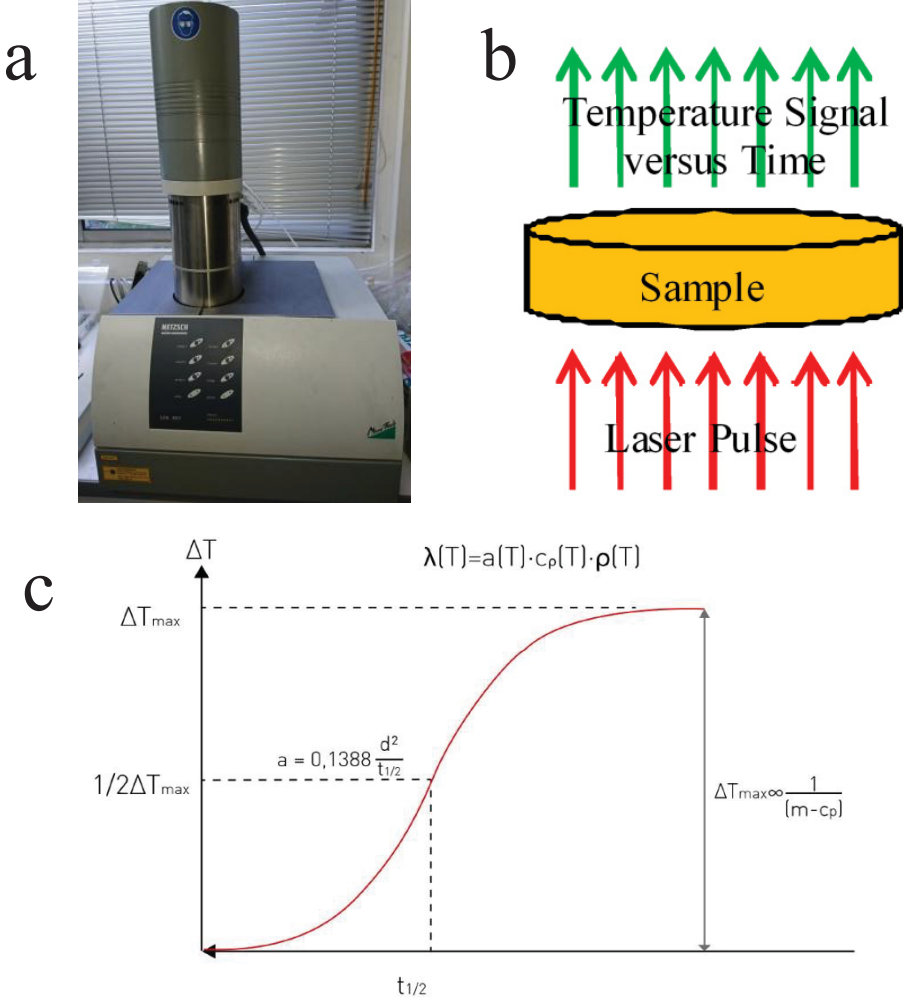 a
NETZSCH
b
Temperature Signal
versus Time
Sample
Laser Pulse
c
ΔT
λ(T)=a(T)·cₚ(T)·ρ(T)
ΔTmax
a = 0,1388 d²/t1/2
1/2ΔTmax
ΔTmax∞ 1/(m-cp)
t1/2